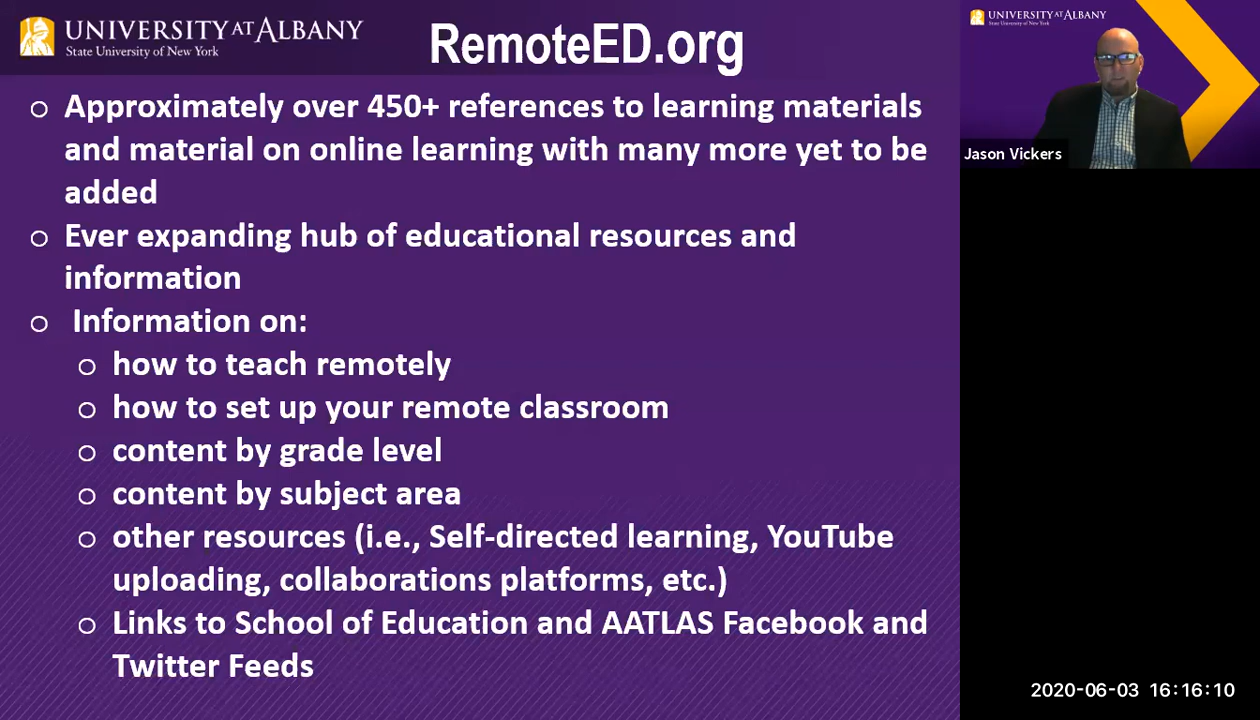 UNIVERSITY AT ALBANY
State University of New York
RemoteED.org
○ Approximately over 450+ references to learning materials
and material on online learning with many more yet to be
added
○ Ever expanding hub of educational resources and
information
○ Information on:
○ how to teach remotely
○ how to set up your remote classroom
○ content by grade level
○ content by subject area
○ other resources (i.e., Self-directed learning, YouTube
uploading, collaborations platforms, etc.)
○ Links to School of Education and AATLAS Facebook and
Twitter Feeds
UNIVERSITY AT ALBANY
State University of New York
Jason Vickers
2020-06-03 16:16:10